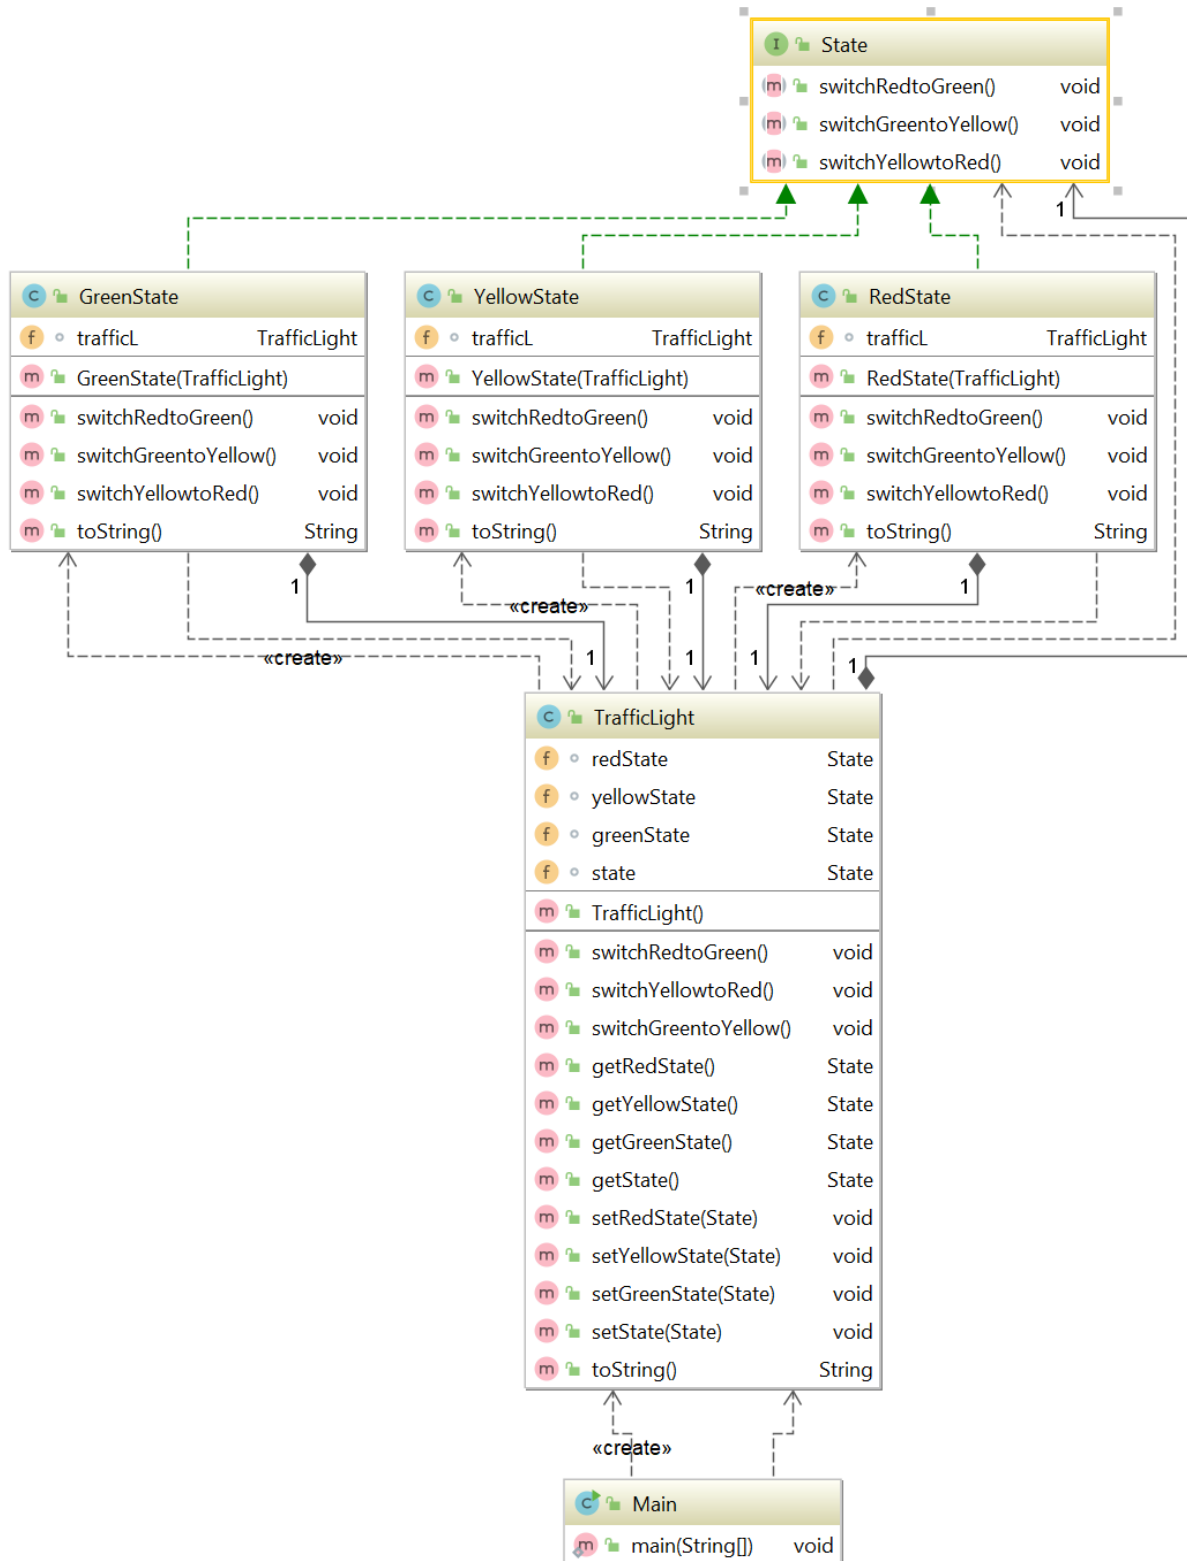 State
switchRedtoGreen() void
switchGreentoYellow() void
switchYellowtoRed() void
1
GreenState
trafficL TrafficLight
GreenState(TrafficLight)
switchRedtoGreen() void
switchGreentoYellow() void
switchYellowtoRed() void
toString() String
YellowState
trafficL TrafficLight
YellowState(TrafficLight)
switchRedtoGreen() void
switchGreentoYellow() void
switchYellowtoRed() void
toString() String
RedState
trafficL TrafficLight
RedState(TrafficLight)
switchRedtoGreen() void
switchGreentoYellow() void
switchYellowtoRed() void
toString() String
1 1 1
«create» «create»
«create» 1 1 1 1
TrafficLight
redState State
yellowState State
greenState State
state State
TrafficLight()
switchRedtoGreen() void
switchYellowtoRed() void
switchGreentoYellow() void
getRedState() State
getYellowState() State
getGreenState() State
getState() State
setRedState(State) void
setYellowState(State) void
setGreenState(State) void
setState(State) void
toString() String
«create»
Main
main(String[]) void